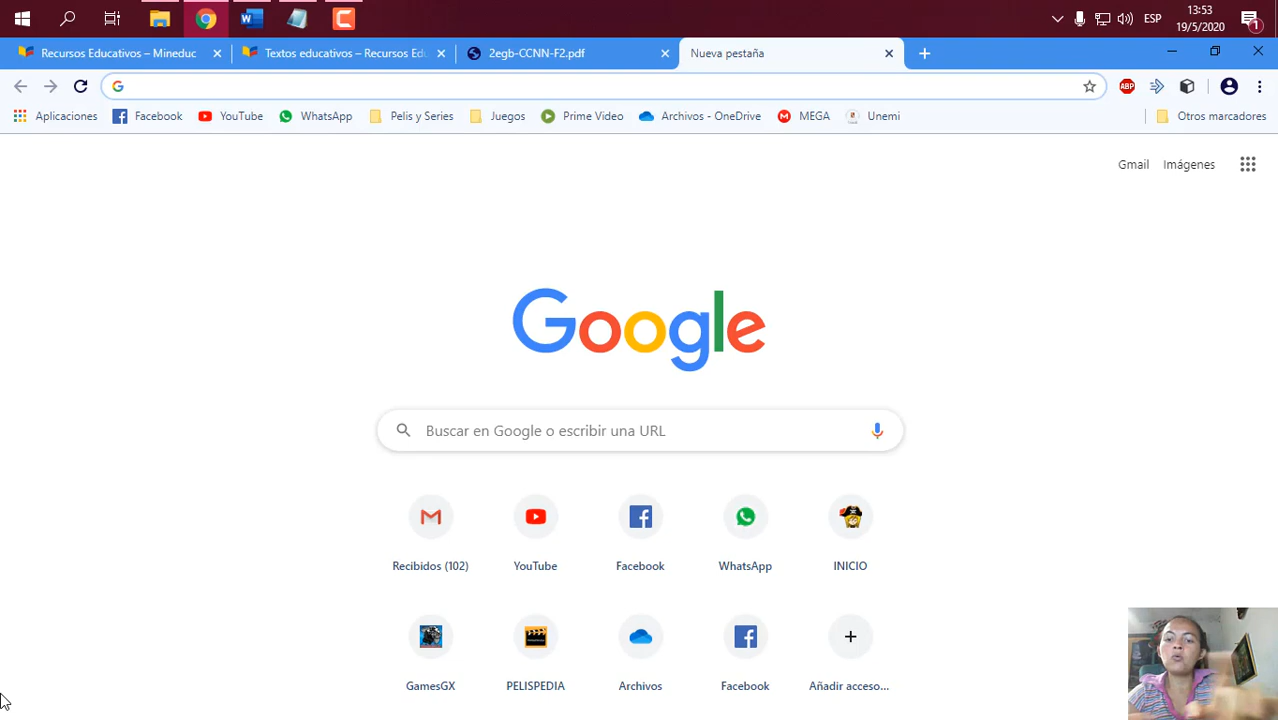 ESP
13:53
19/5/2020
1
Recursos Educativos – Mineduc
Textos educativos – Recursos Edu
2egb-CCNN-F2.pdf
Nueva pestaña
ABP
Aplicaciones
Facebook
YouTube
WhatsApp
Pelis y Series
Juegos
Prime Video
Archivos - OneDrive
MEGA
Unemi
Otros marcadores
Gmail
Imágenes
Google
Buscar en Google o escribir una URL
Recibidos (102)
YouTube
Facebook
WhatsApp
INICIO
GamesGX
PELISPEDIA
Archivos
Facebook
Añadir acceso...